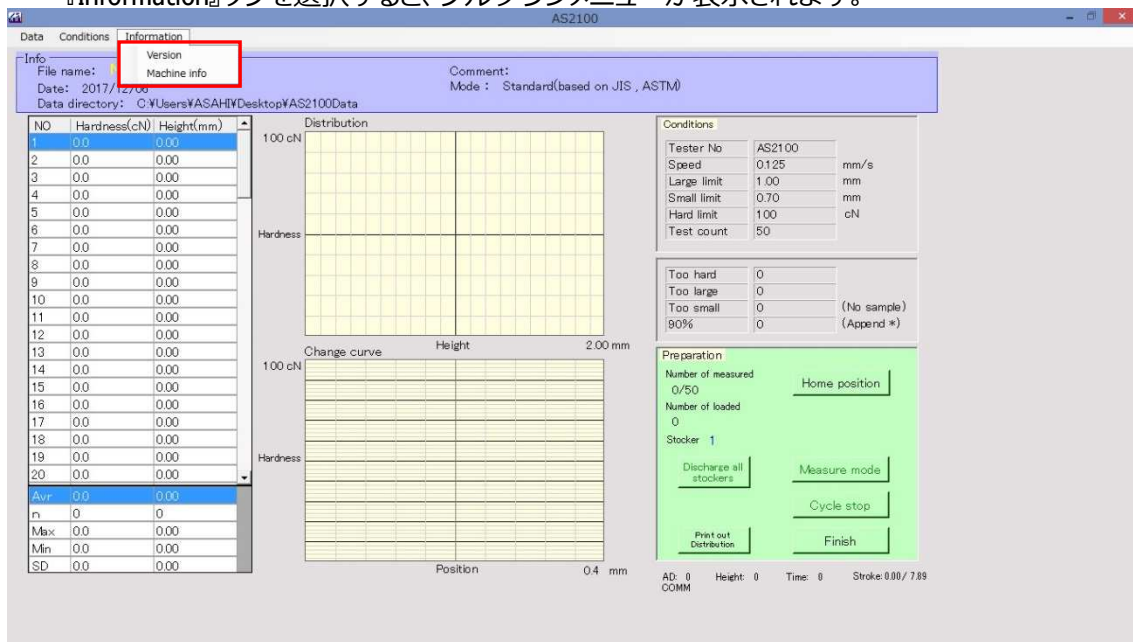 『Information』タブを選択すると、プルダウンメニューが表示されます。
AS2100
Data Conditions Information
Version
Machine info
Info
File name:
Date: 2017/12/06
Data directory: C:¥Users¥ASAHI¥Desktop¥AS2100Data
Comment:
Mode : Standard(based on JIS , ASTM)
NO Hardness(cN) Height(mm)
1 0.0 0.00
2 0.0 0.00
3 0.0 0.00
4 0.0 0.00
5 0.0 0.00
6 0.0 0.00
7 0.0 0.00
8 0.0 0.00
9 0.0 0.00
10 0.0 0.00
11 0.0 0.00
12 0.0 0.00
13 0.0 0.00
14 0.0 0.00
15 0.0 0.00
16 0.0 0.00
17 0.0 0.00
18 0.0 0.00
19 0.0 0.00
20 0.0 0.00
Avr 0.0 0.00
n 0 0
Max 0.0 0.00
Min 0.0 0.00
SD 0.0 0.00
Distribution
100 cN
Hardness
Height 2.00 mm
Change curve
100 cN
Hardness
Position 0.4 mm
Conditions
Tester No AS2100
Speed 0.125 mm/s
Large limit 1.00 mm
Small limit 0.70 mm
Hard limit 100 cN
Test count 50
Too hard 0
Too large 0
Too small 0 (No sample)
90% 0 (Append *)
Preparation
Number of measured
0/50
Home position
Number of loaded
0
Stocker 1
Discharge all
stockers
Measure mode
Cycle stop
Print out
Distribution
Finish
AD: 0 Height: 0 Time: 0 Stroke: 0.00 / 7.89
COMM